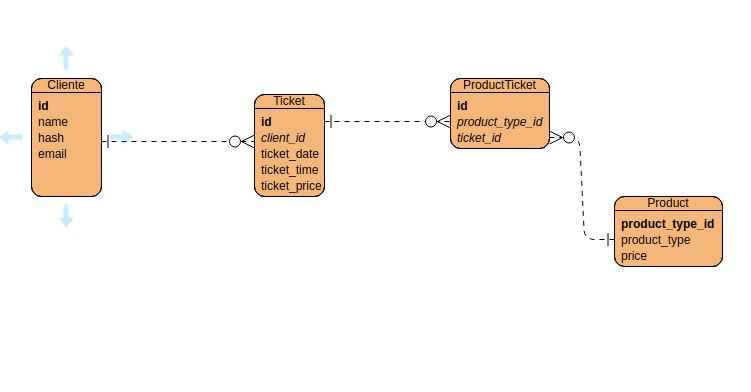 Cliente
id
name
hash
email
Ticket
id
client_id
ticket_date
ticket_time
ticket_price
ProductTicket
id
product_type_id
ticket_id
Product
product_type_id
product_type
price